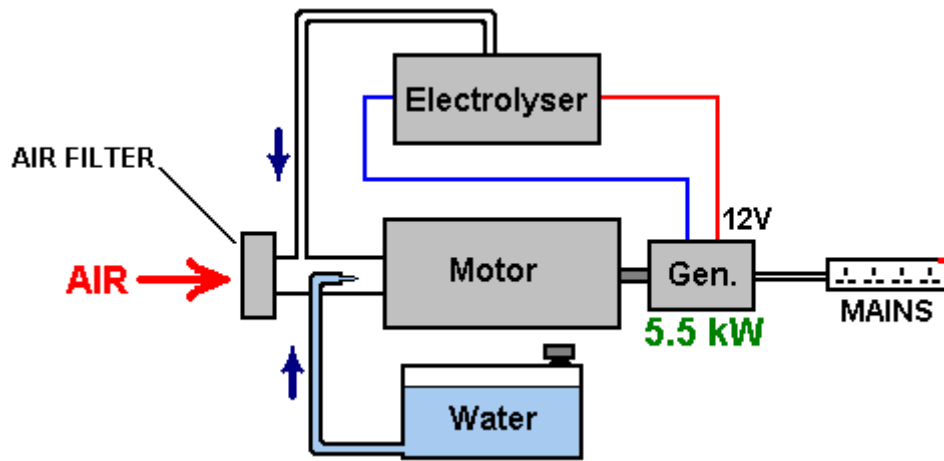 Electrolyser
AIR FILTER
12V
AIR
Motor
Gen.
MAINS
5.5 kW
Water